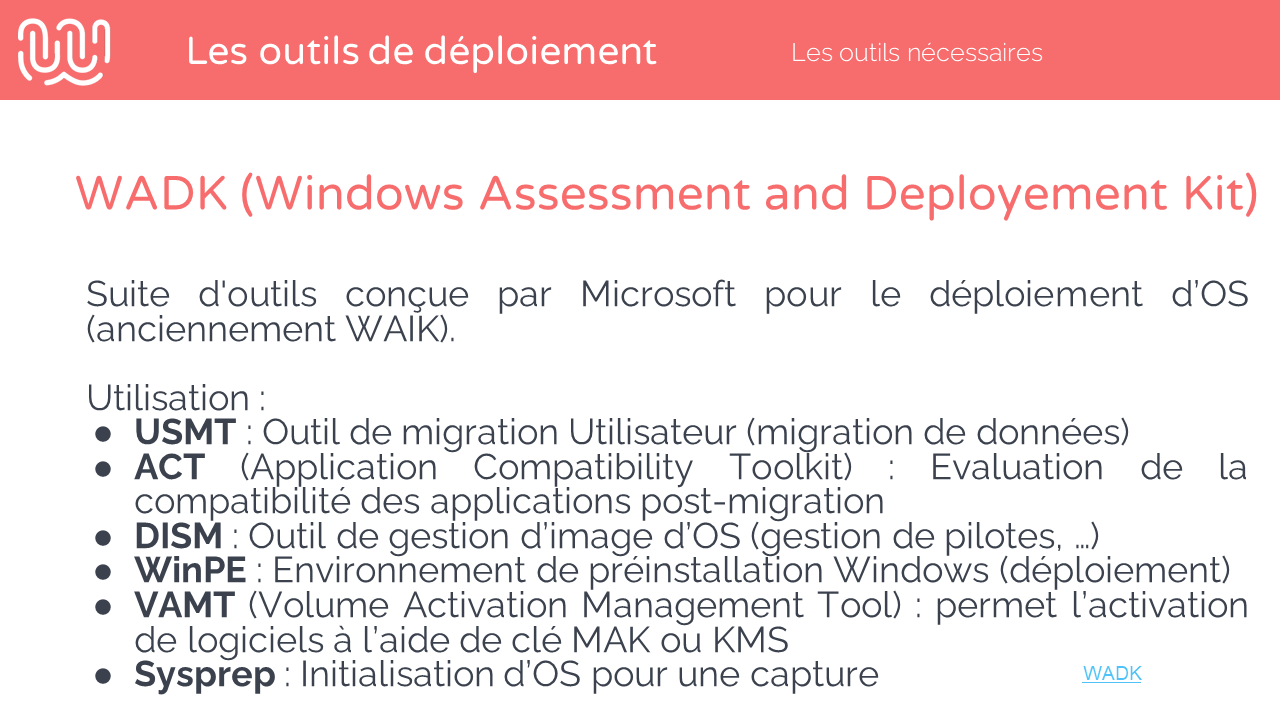 Les outils de déploiement
Les outils nécessaires
WADK (Windows Assessment and Deployement Kit)
Suite d'outils conçue par Microsoft pour le déploiement d’OS
(anciennement WAIK).
Utilisation :
● USMT : Outil de migration Utilisateur (migration de données)
● ACT (Application Compatibility Toolkit) : Evaluation de la
compatibilité des applications post-migration
● DISM : Outil de gestion d’image d’OS (gestion de pilotes, …)
● WinPE : Environnement de préinstallation Windows (déploiement)
● VAMT (Volume Activation Management Tool) : permet l’activation
de logiciels à l’aide de clé MAK ou KMS
● Sysprep : Initialisation d’OS pour une capture
WADK